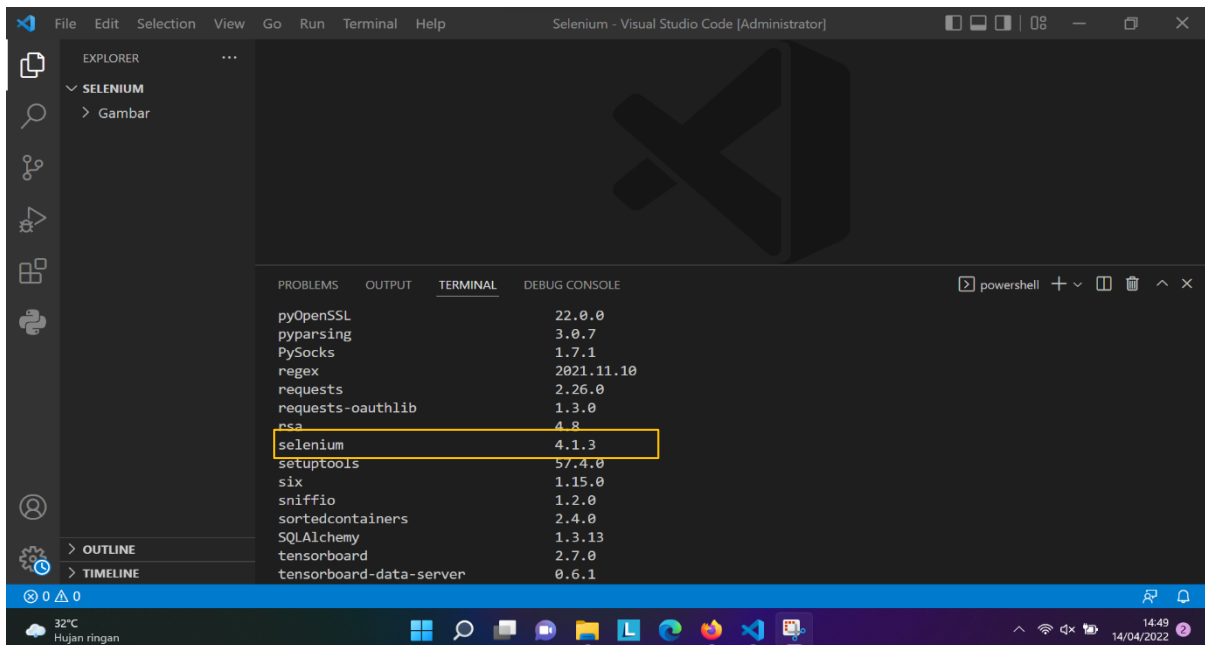 File Edit Selection View Go Run Terminal Help Selenium - Visual Studio Code [Administrator]
EXPLORER ...
SELENIUM
Gambar
PROBLEMS OUTPUT TERMINAL DEBUG CONSOLE powershell
pyOpenSSL 22.0.0
pyparsing 3.0.7
PySocks 1.7.1
regex 2021.11.10
requests 2.26.0
requests-oauthlib 1.3.0
rsa 4.8
selenium 4.1.3
setuptools 57.4.0
six 1.15.0
sniffio 1.2.0
sortedcontainers 2.4.0
SQLAlchemy 1.3.13
tensorboard 2.7.0
tensorboard-data-server 0.6.1
OUTLINE
TIMELINE
0 0
32°C
Hujan ringan
L
14:49
14/04/2022
2